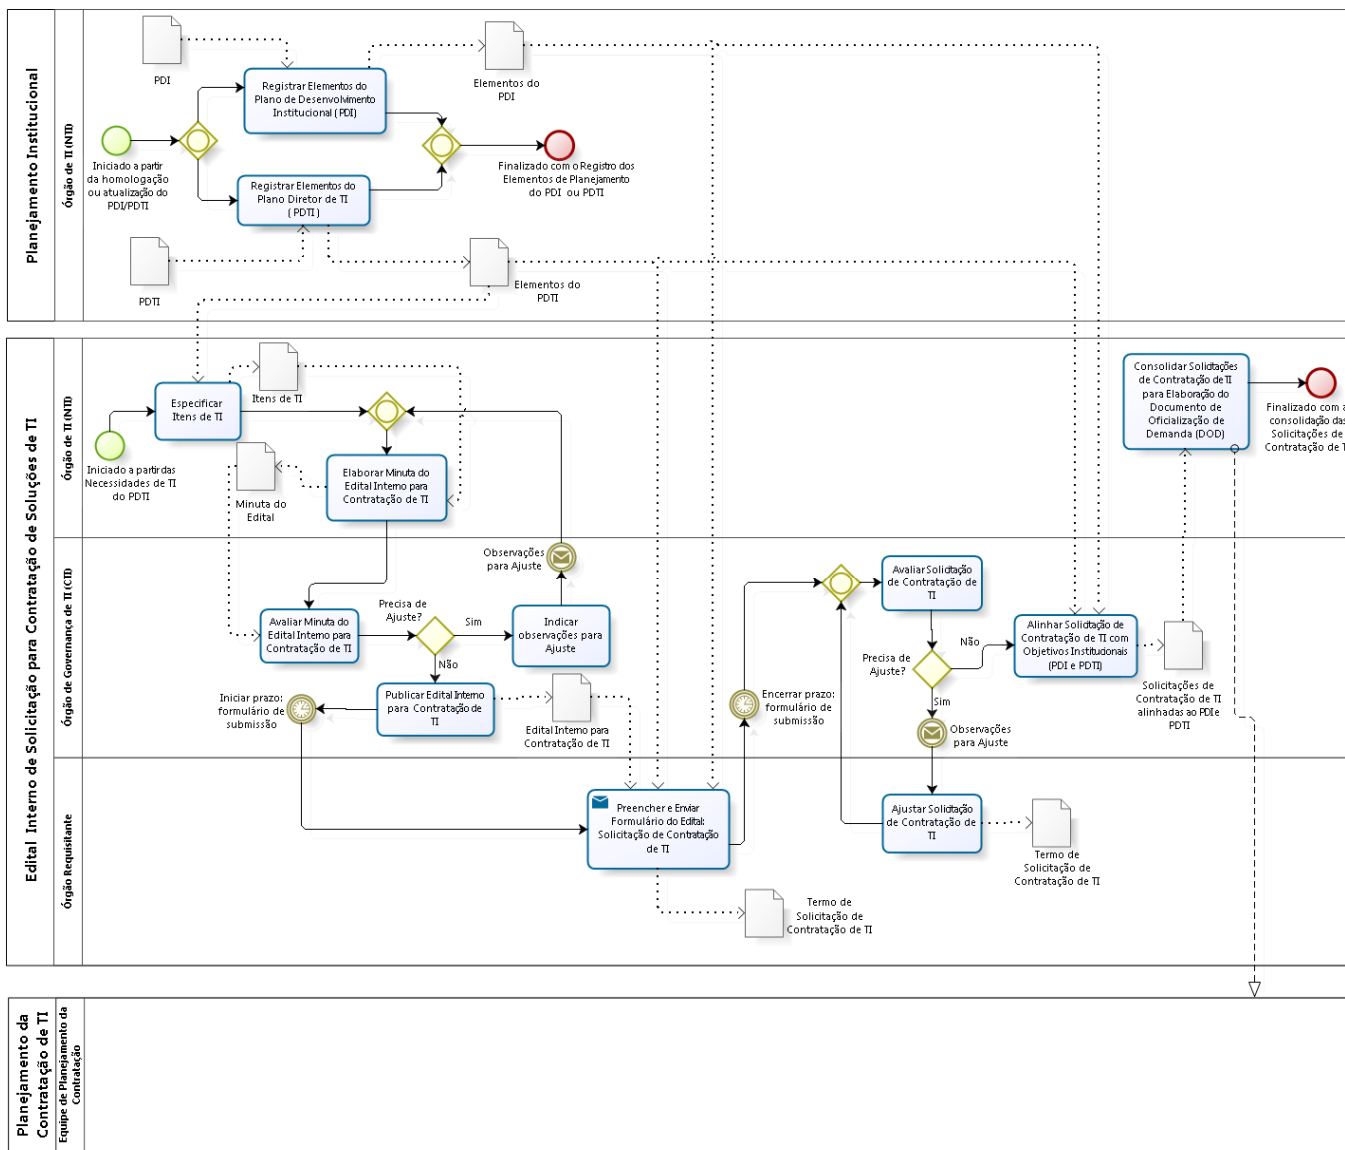 Planejamento Institucional
Órgão de TI (NTI)
PDI
Registrar Elementos do
Plano de Desenvolvimento
Institucional (PDI)
Elementos do
PDI
Iniciado a partir
da homologação
ou atualização do
PDI/PDTI
Registrar Elementos do
Plano Diretor de TI
( PDTI )
Finalizado com o Registro dos
Elementos de Planejamento
do PDI ou PDTI
PDTI
Elementos do
PDTI
Edital Interno de Solicitação para Contratação de Soluções de TI
Órgão de TI (NTI)
Especificar
Itens de TI
Itens de TI
Iniciado a partir das
Necessidades de TI
do PDTI
Minuta do
Edital
Elaborar Minuta do
Edital Interno para
Contratação de TI
Consolidar Solicitações
de Contratação de TI
para Elaboração do
Documento de
Oficialização de
Demanda (DOD)
Finalizado com a
consolidação das
Solicitações de
Contratação de T
Órgão de Governança de TI (CTI)
Observações
para Ajuste
Avaliar Minuta do
Edital Interno para
Contratação de TI
Precisa de
Ajuste?
Sim
Não
Indicar
observações para
Ajuste
Iniciar prazo:
formulário de
submissão
Publicar Edital Interno
para Contratação de
TI
Edital Interno para
Contratação de TI
Encerrar prazo:
formulário de
submissão
Avaliar Solicitação
de Contratação de
TI
Precisa de
Ajuste?
Não
Sim
Alinhar Solicitação de
Contratação de TI com
Objetivos Institucionais
(PDI e PDTI)
Solicitações de
Contratação de TI
alinhadas ao PDI e
PDTI
Observações
para Ajuste
Órgão Requisitante
Preencher e Enviar
Formulário do Edital:
Solicitação de Contratação
de TI
Ajustar Solicitação
de Contratação de
TI
Termo de
Solicitação de
Contratação de TI
Termo de
Solicitação de
Contratação de TI
Planejamento da
Contratação de TI
Equipe de Planejamento da
Contratação